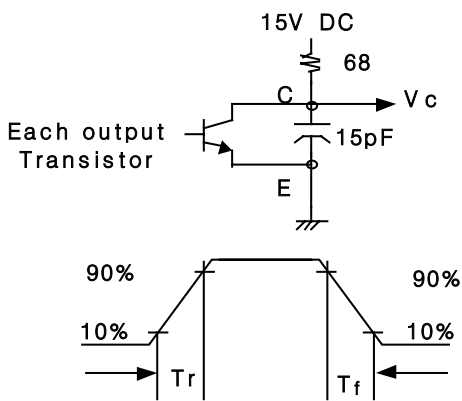 15V DC
68
C
Vc
Each output
Transistor
15pF
E
90%
90%
10%
10%
Tr
Tf